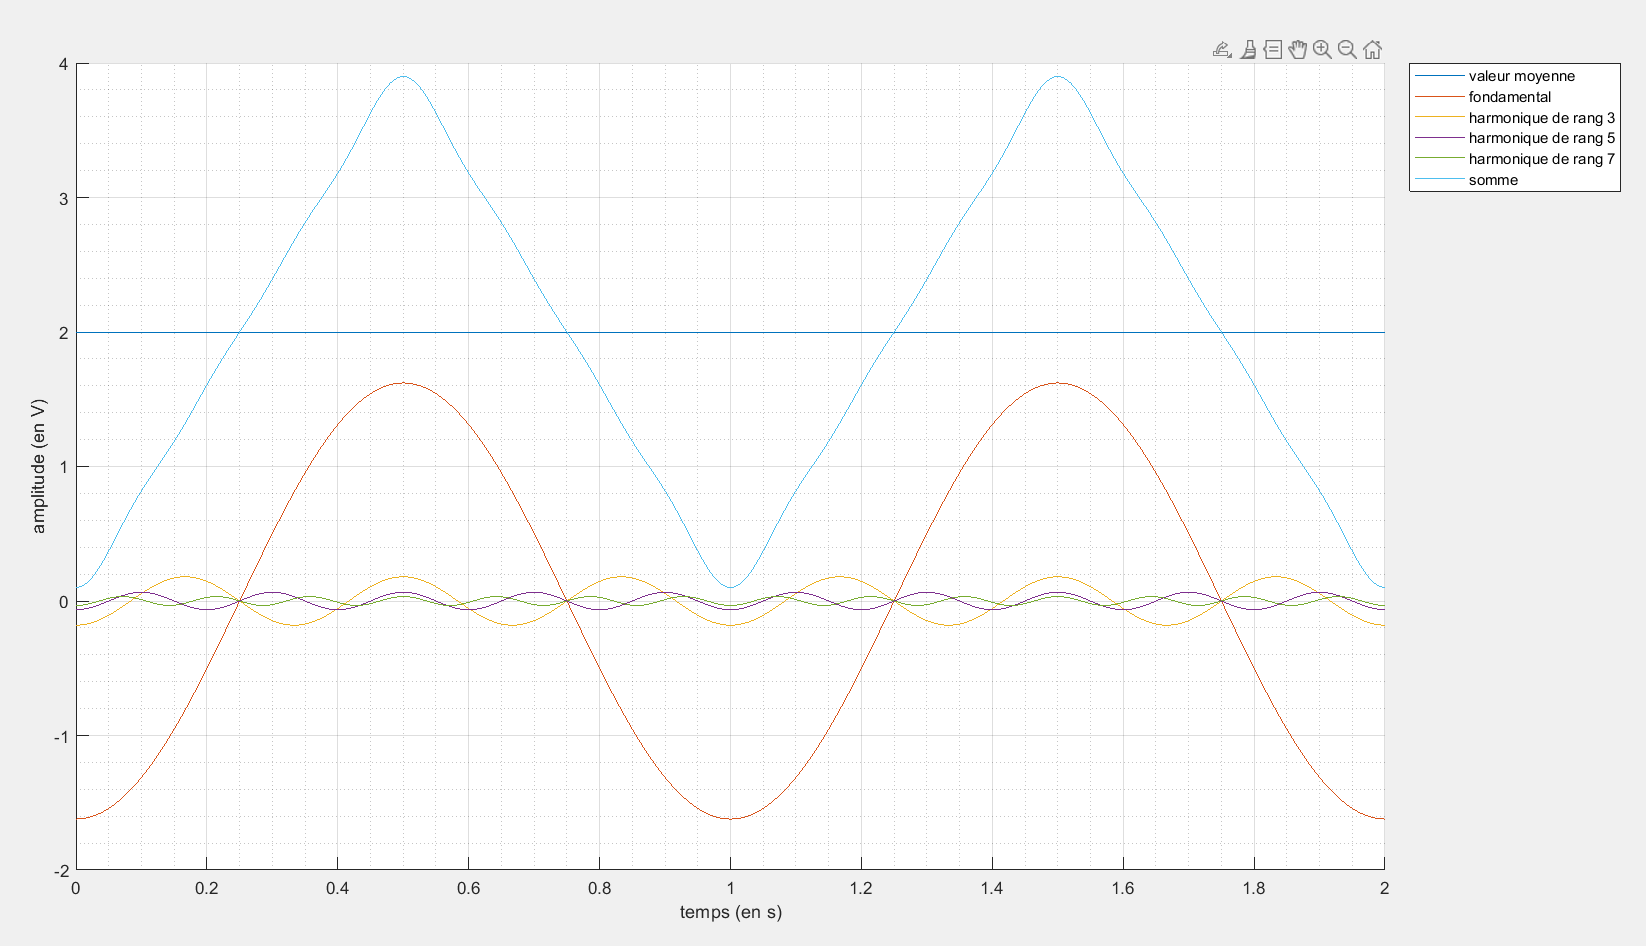 valeur moyenne
fondamental
harmonique de rang 3
harmonique de rang 5
harmonique de rang 7
somme
4
3
2
1
0
-1
-2
amplitude (en V)
0 0.2 0.4 0.6 0.8 1 1.2 1.4 1.6 1.8 2
temps (en s)